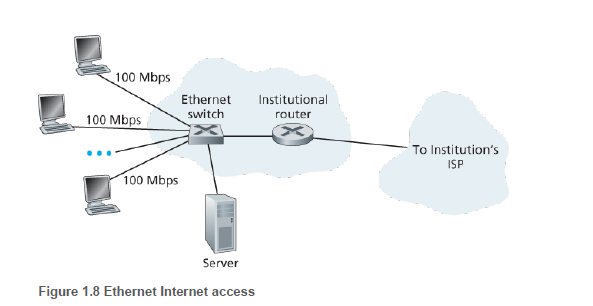 100 Mbps
Ethernet
switch
Institutional
router
100 Mbps
To Institution's
ISP
100 Mbps
Server
Figure 1.8 Ethernet Internet access